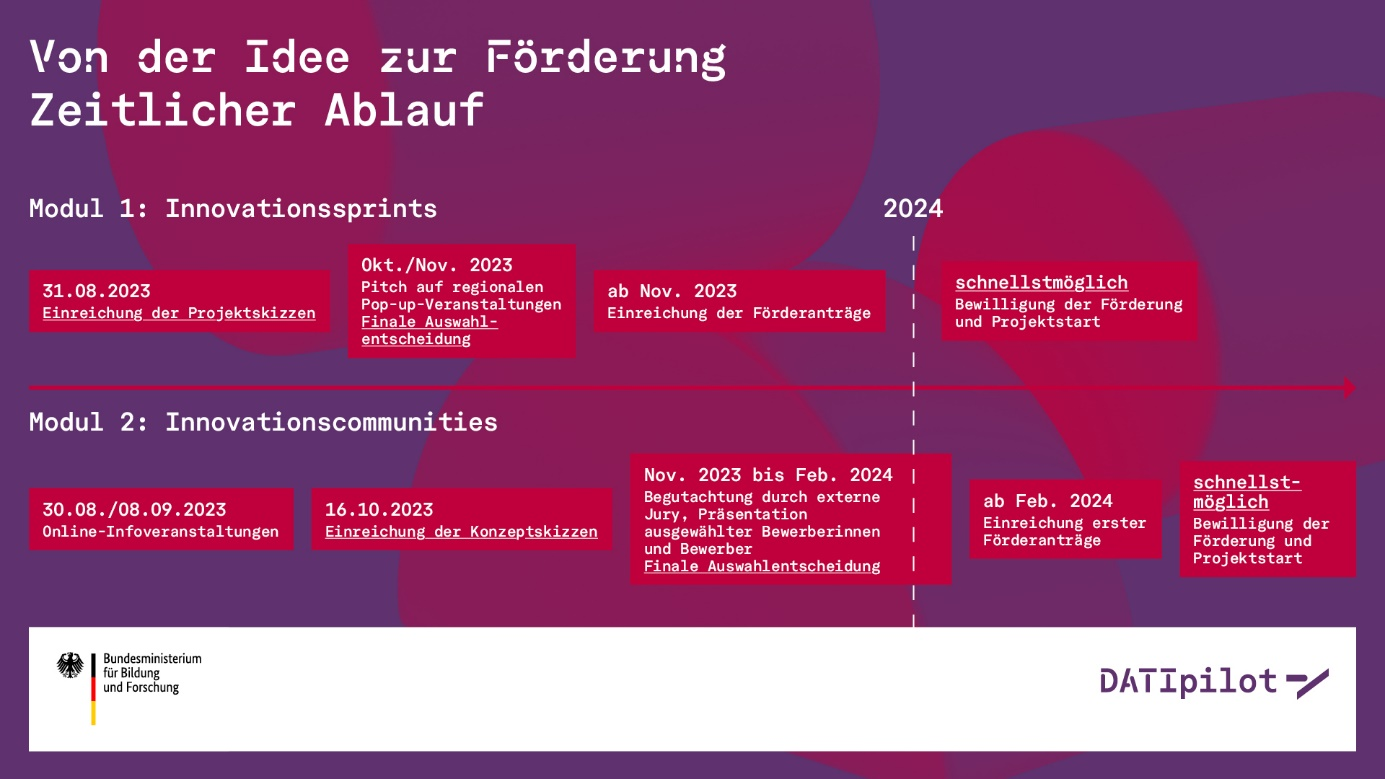 Von der Idee zur Förderung
Zeitlicher Ablauf
Modul 1: Innovationssprints
2024
31.08.2023
Einreichung der Projektskizzen
Okt./Nov. 2023
Pitch auf regionalen
Pop-up-Veranstaltungen
Finale Auswahl-
entscheidung
ab Nov. 2023
Einreichung der Förderanträge
schnellstmöglich
Bewilligung der Förderung
und Projektstart
Modul 2: Innovationscommunities
30.08./08.09.2023
Online-Infoveranstaltungen
16.10.2023
Einreichung der Konzeptskizzen
Nov. 2023 bis Feb. 2024
Begutachtung durch externe
Jury, Präsentation
ausgewählter Bewerberinnen
und Bewerber
Finale Auswahlentscheidung
ab Feb. 2024
Einreichung erster
Förderanträge
schnellst-
möglich
Bewilligung der
Förderung und
Projektstart
Bundesministerium
für Bildung
und Forschung
DATIpilot